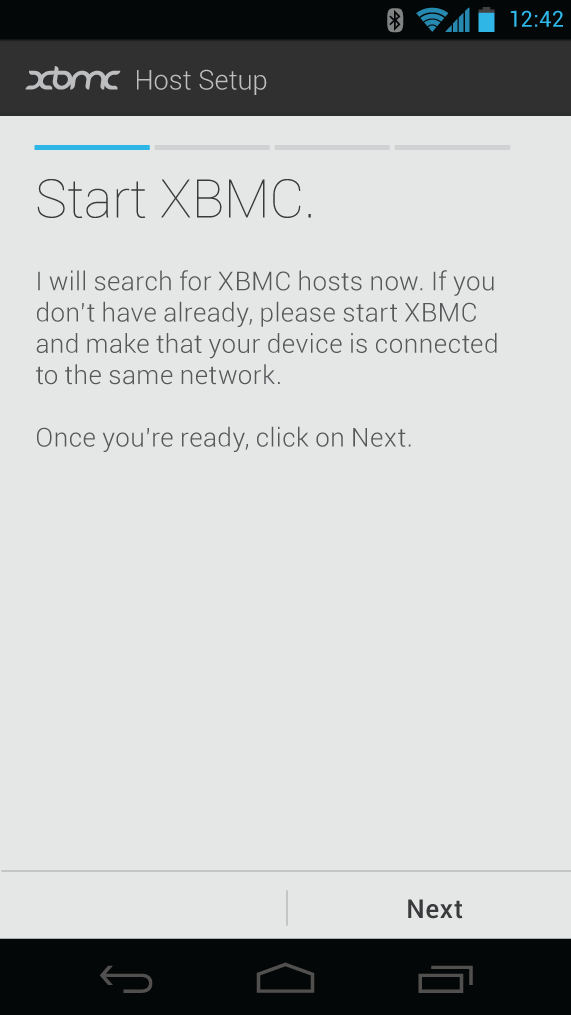 12:42
xbmc Host Setup
Start XBMC.
I will search for XBMC hosts now. If you
don't have already, please start XBMC
and make that your device is connected
to the same network.
Once you're ready, click on Next.
Next